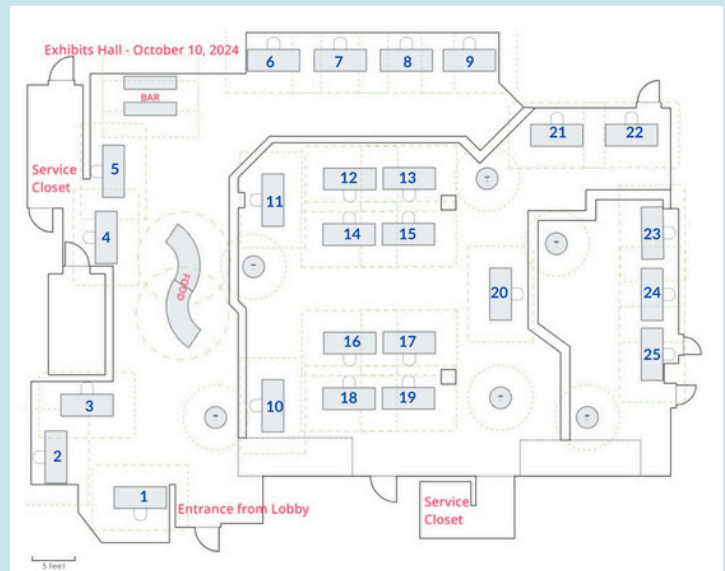 Exhibits Hall - October 10, 2024
6 7 8 9
BAR
21 22
Service
Closet
5
12 13
11
4
14 15
23
FOOD
20
24
16 17
25
3
10
18 19
2
1
Entrance from Lobby
Service
Closet
5 Feet